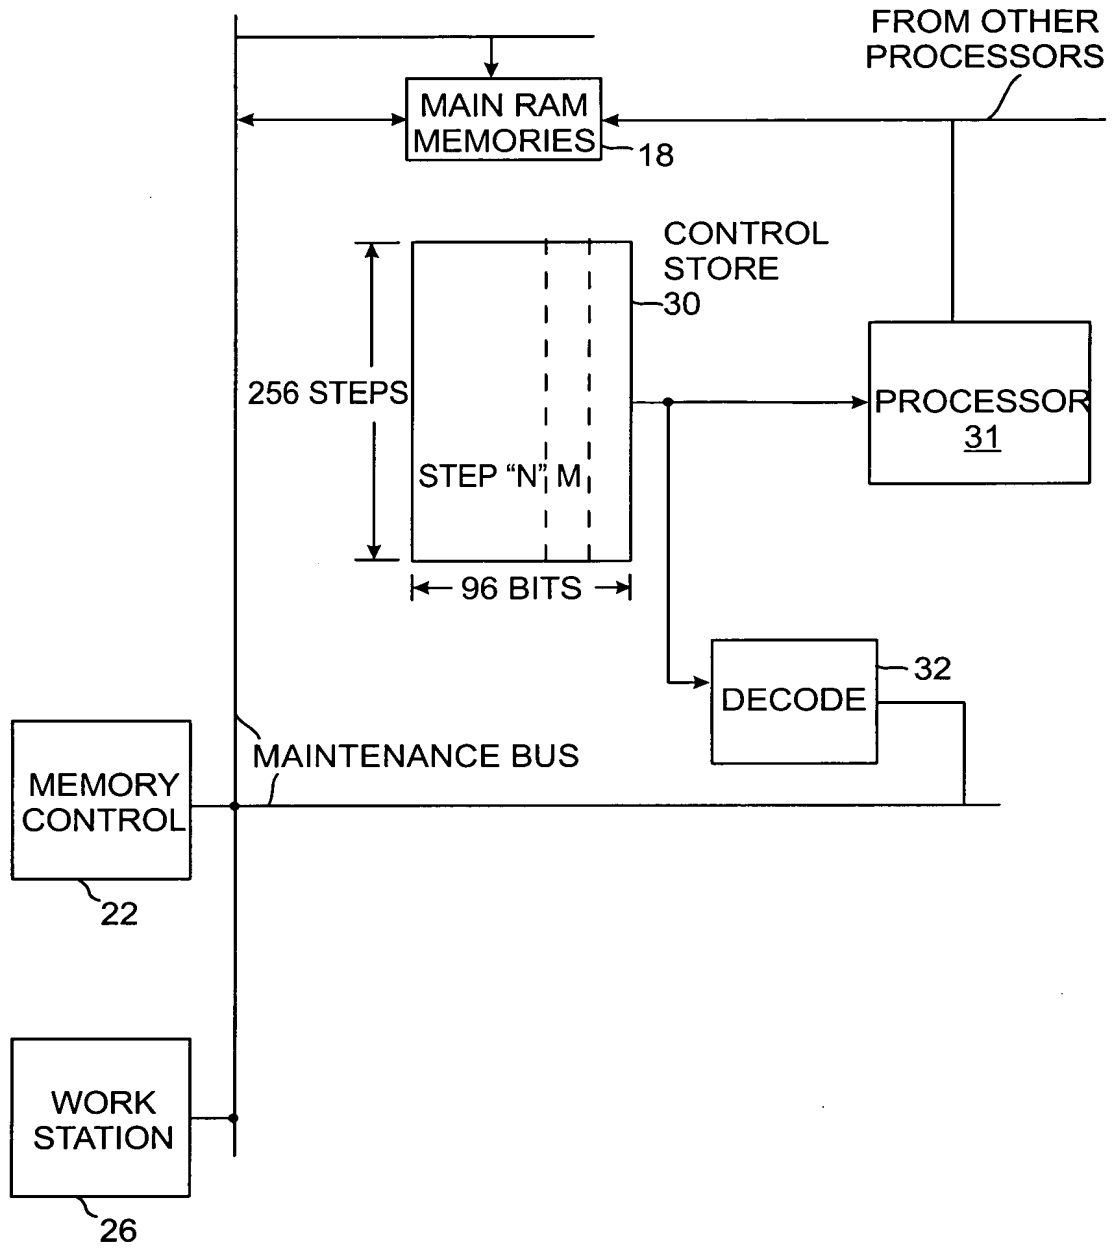 FROM OTHER
PROCESSORS
MAIN RAM
MEMORIES
18
CONTROL
STORE
30
256 STEPS
PROCESSOR
31
STEP “N” M
96 BITS
32
DECODE
MAINTENANCE BUS
MEMORY
CONTROL
22
WORK
STATION
26